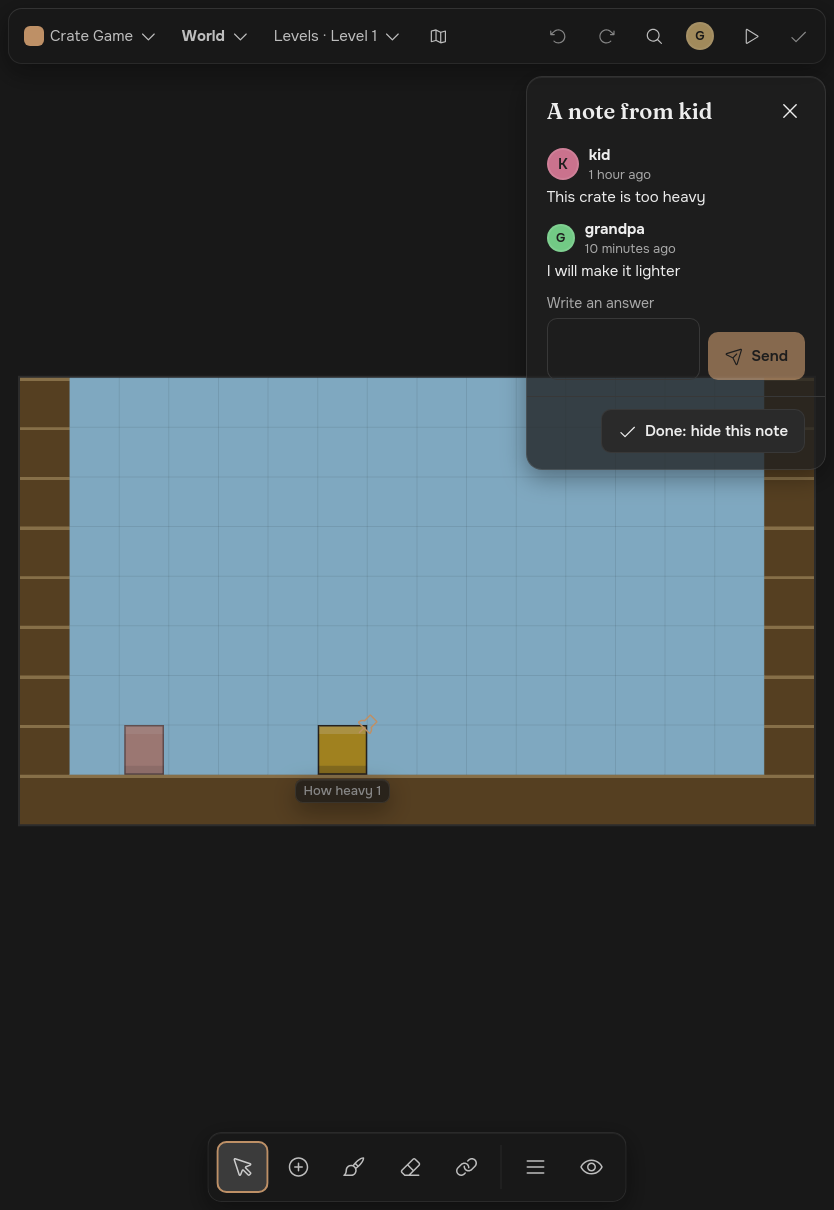 Crate Game World Levels · Level 1 G
A note from kid
K kid
1 hour ago
This crate is too heavy
G grandpa
10 minutes ago
I will make it lighter
Write an answer
Send
Done: hide this note
How heavy 1